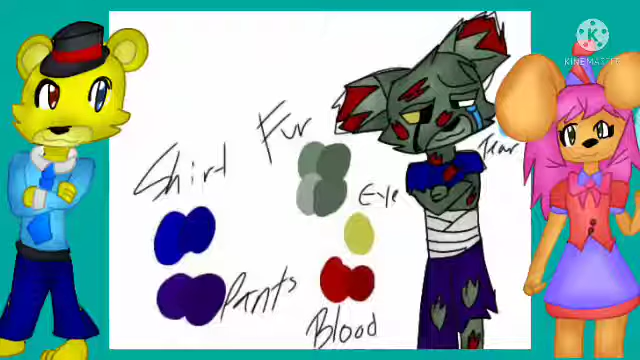 K
KINEMASTER
Fur
Shirt
Tear
Eye
Pants
Blood